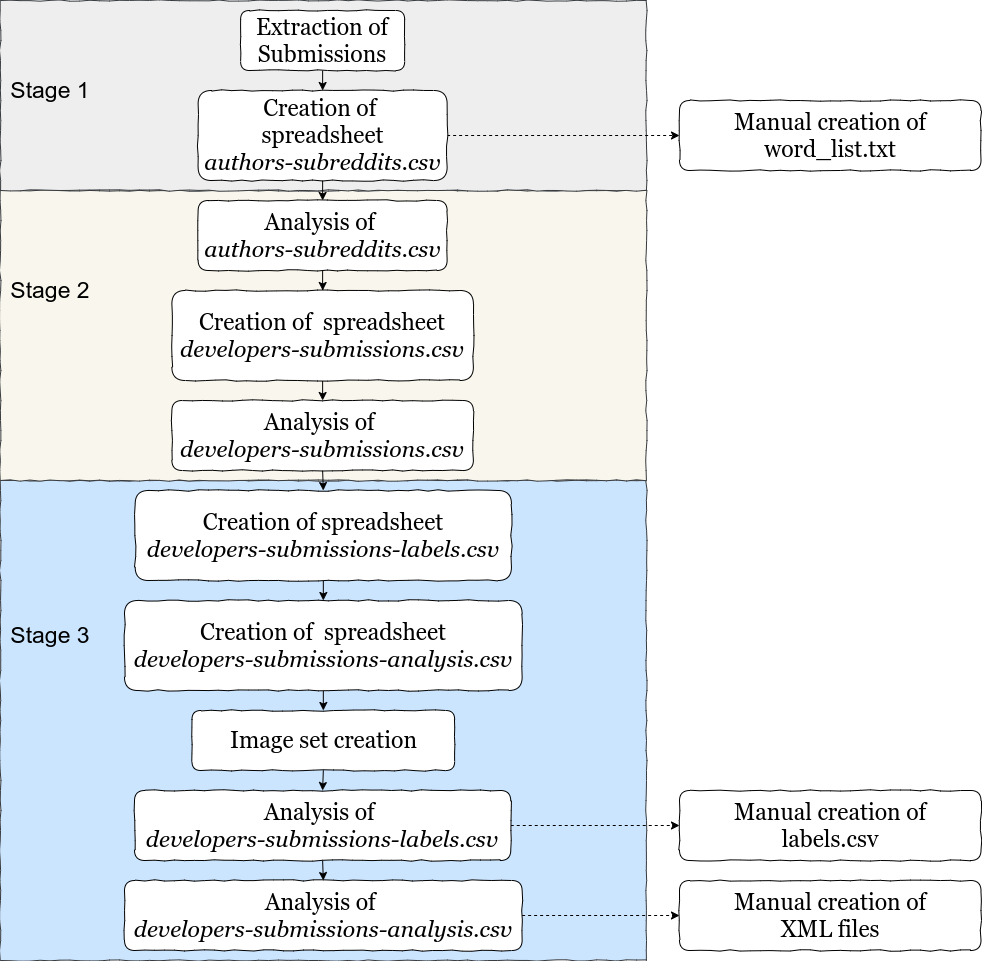 Extraction of
Submissions
Stage 1
Creation of
spreadsheet
authors-subreddits.csv
Manual creation of
word_list.txt
Analysis of
authors-subreddits.csv
Stage 2
Creation of  spreadsheet
developers-submissions.csv
Analysis of
developers-submissions.csv
Creation of spreadsheet
developers-submissions-labels.csv
Stage 3
Creation of  spreadsheet
developers-submissions-analysis.csv
Image set creation
Analysis of
developers-submissions-labels.csv
Manual creation of
labels.csv
Analysis of
developers-submissions-analysis.csv
Manual creation of
XML files